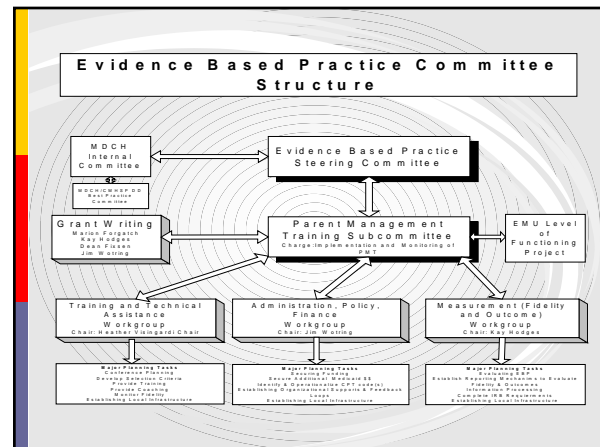 Evidence Based Practice Committee
Structure
MDCH
Internal
Committee
Evidence Based Practice
Steering Committee
MDCH/CMHSP DD
Best Practice
Committee
Grant Writing
Marion Forgatch
Kay Hodges
Dean Fixsen
Jim Wotring
Parent Management
Training Subcommittee
Charge:Implementation and Monitoring of
PMT
EMU Level
of
Functioning
Project
Training and Technical
Assistance
Workgroup
Chair: Heather Visingardi Chair
Administration, Policy,
Finance
Workgroup
Chair: Jim Wotring
Measurement (Fidelity
and Outcome)
Workgroup
Chair: Kay Hodges
Major Planning Tasks
Conference Planning
Develop Selection Criteria
Provide Training
Provide Coaching
Monitor Fidelity
Establishing Local Infrastructure
Major Planning Tasks
Securing Funding
Secure Additional Medicaid $$
Identify & Operationalize CPT code(s)
Establishing Organizational Supports & Feedback
Loops
Establishing Local Infrastructure
Major Planning Tasks
Evaluating EBP
Establish Reporting Mechanisms to Evaluate
Fidelity & Outcomes
Information Processing
Complete IRB Requirements
Establishing Local Infrastructure